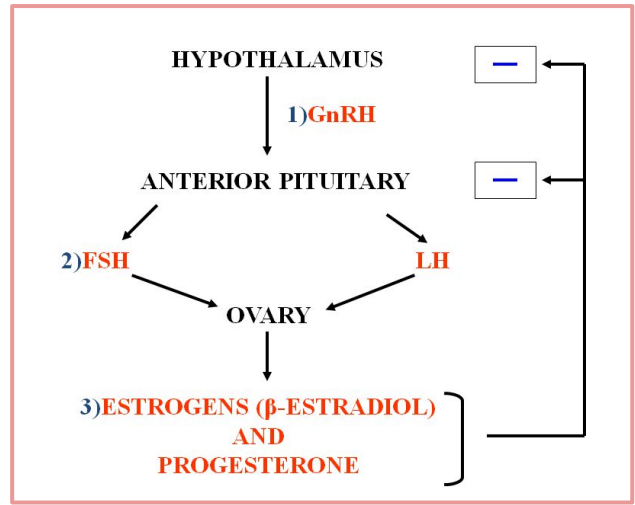 HYPOTHALAMUS
1)GnRH
ANTERIOR PITUITARY
2)FSH
LH
OVARY
3)ESTROGENS (β-ESTRADIOL)
AND
PROGESTERONE